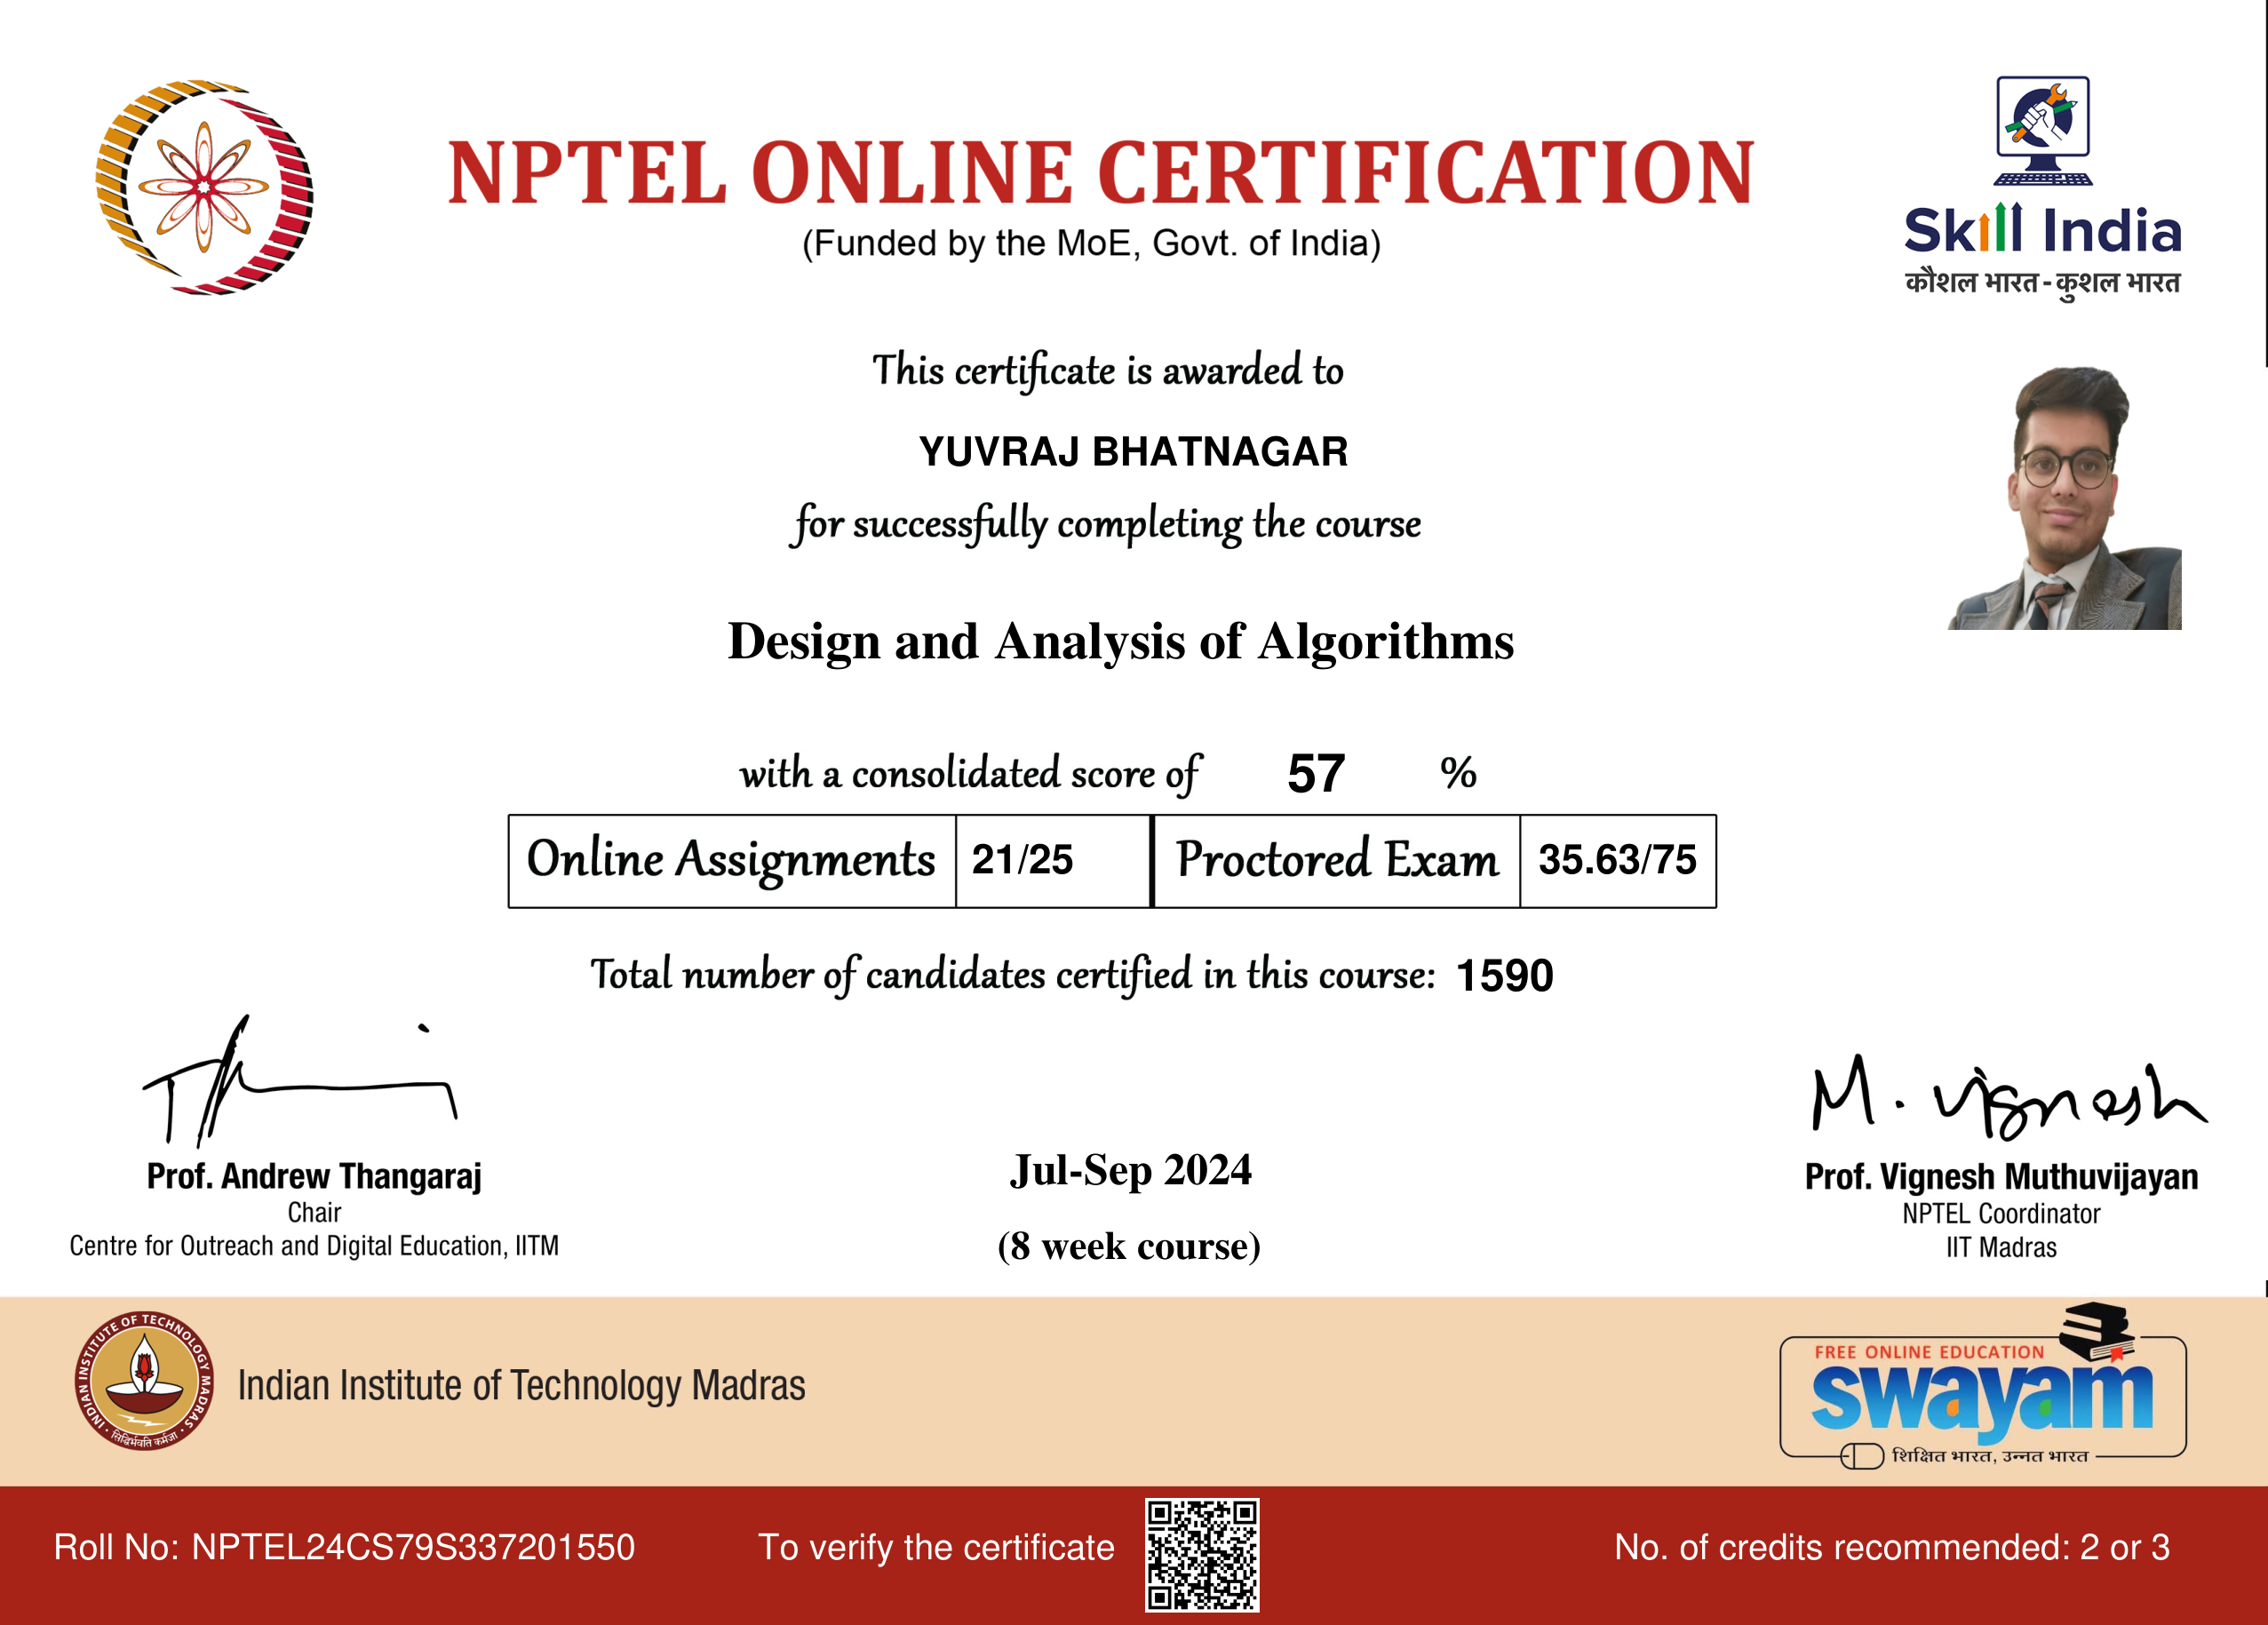 NPTEL ONLINE CERTIFICATION
(Funded by the MoE, Govt. of India)
Skill India
कौशल भारत - कुशल भारत
This certificate is awarded to
YUVRAJ BHATNAGAR
for successfully completing the course
Design and Analysis of Algorithms
with a consolidated score of 57 %
Online Assignments 21/25 Proctored Exam 35.63/75
Total number of candidates certified in this course: 1590
M. Vignesh
Prof. Andrew Thangaraj
Chair
Centre for Outreach and Digital Education, IITM
Jul-Sep 2024
(8 week course)
Prof. Vignesh Muthuvijayan
NPTEL Coordinator
IIT Madras
INDIAN INSTITUTE OF TECHNOLOGY MADRAS
सिद्धिर्भवति कर्मजा
Indian Institute of Technology Madras
FREE ONLINE EDUCATION
swayam
शिक्षित भारत, उन्नत भारत
Roll No: NPTEL24CS79S337201550
To verify the certificate
No. of credits recommended: 2 or 3